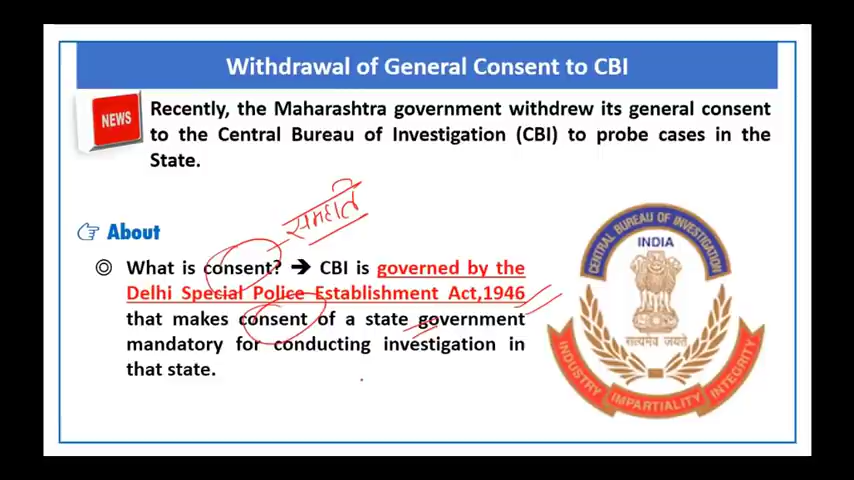 Withdrawal of General Consent to CBI
NEWS
Recently, the Maharashtra government withdrew its general consent
to the Central Bureau of Investigation (CBI) to probe cases in the
State.
सहमति
About
What is consent? ➔ CBI is governed by the
Delhi Special Police Establishment Act,1946
that makes consent of a state government
mandatory for conducting investigation in
that state.
CENTRAL BUREAU OF INVESTIGATION
INDIA
सत्यमेव जयते
INDUSTRY IMPARTIALITY INTEGRITY